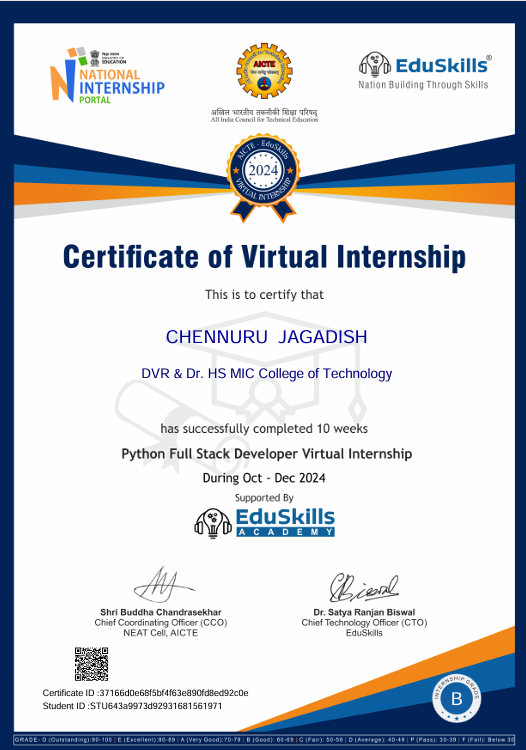 NATIONAL
INTERNSHIP
PORTAL
AICTE
अखिल भारतीय तकनीकी शिक्षा परिषद्
All India Council for Technical Education
EduSkills®
Nation Building Through Skills
AICTE - EduSkills
2024
VIRTUAL INTERNSHIP
Certificate of Virtual Internship
This is to certify that
CHENNURU JAGADISH
DVR & Dr. HS MIC College of Technology
has successfully completed 10 weeks
Python Full Stack Developer Virtual Internship
During Oct - Dec 2024
Supported By
EduSkills
ACADEMY
Shri Buddha Chandrasekhar
Chief Coordinating Officer (CCO)
NEAT Cell, AICTE
Dr. Satya Ranjan Biswal
Chief Technology Officer (CTO)
EduSkills
Certificate ID :37166d0e68f5bf4f63e890fd8ed92c0e
Student ID :STU643a9973d92931681561971
INTERNSHIP GRADE
B
GRADE- O (Outstanding):90-100 | E (Excellent):80-89 | A (Very Good):70-79 | B (Good): 60-69 | C (Fair): 50-59 | D (Average): 40-49 | P (Pass): 30-39 | F (Fail): Below 30